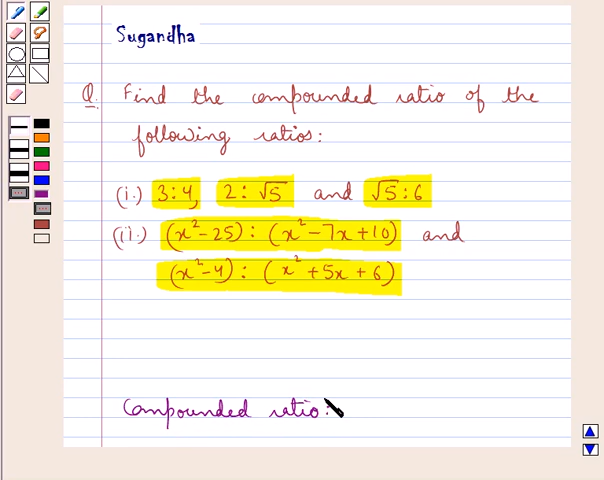 Sugandha
Q. Find the compounded ratio of the
following ratios:
(i.) 3:4, 2:√5 and √5:6
(ii.) (x²-25) : (x²-7x+10) and
(x²-4) : (x²+5x+6)
Compounded ratio: